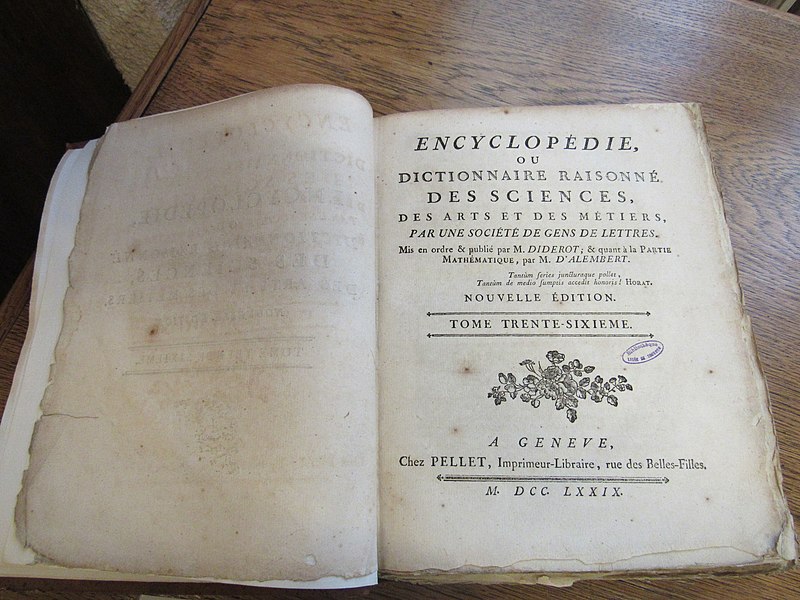 ENCYCLOPÉDIE,
OU
DICTIONNAIRE RAISONNÉ
DES SCIENCES,
DES ARTS ET DES MÉTIERS,
PAR UNE SOCIÉTÉ DE GENS DE LETTRES.
Mis en ordre & publié par M. DIDEROT; & quant à la PARTIE
MATHÉMATIQUE, par M. D'ALEMBERT.
Tantùm series juncturaque pollet,
Tantùm de medio sumptis accedit honoris! HORAT.
NOUVELLE ÉDITION.
TOME TRENTE-SIXIEME.
Bibliothèque
A GENEVE,
Chez PELLET, Imprimeur-Libraire, rue des Belles-Filles.
M. DCC. LXXIX.